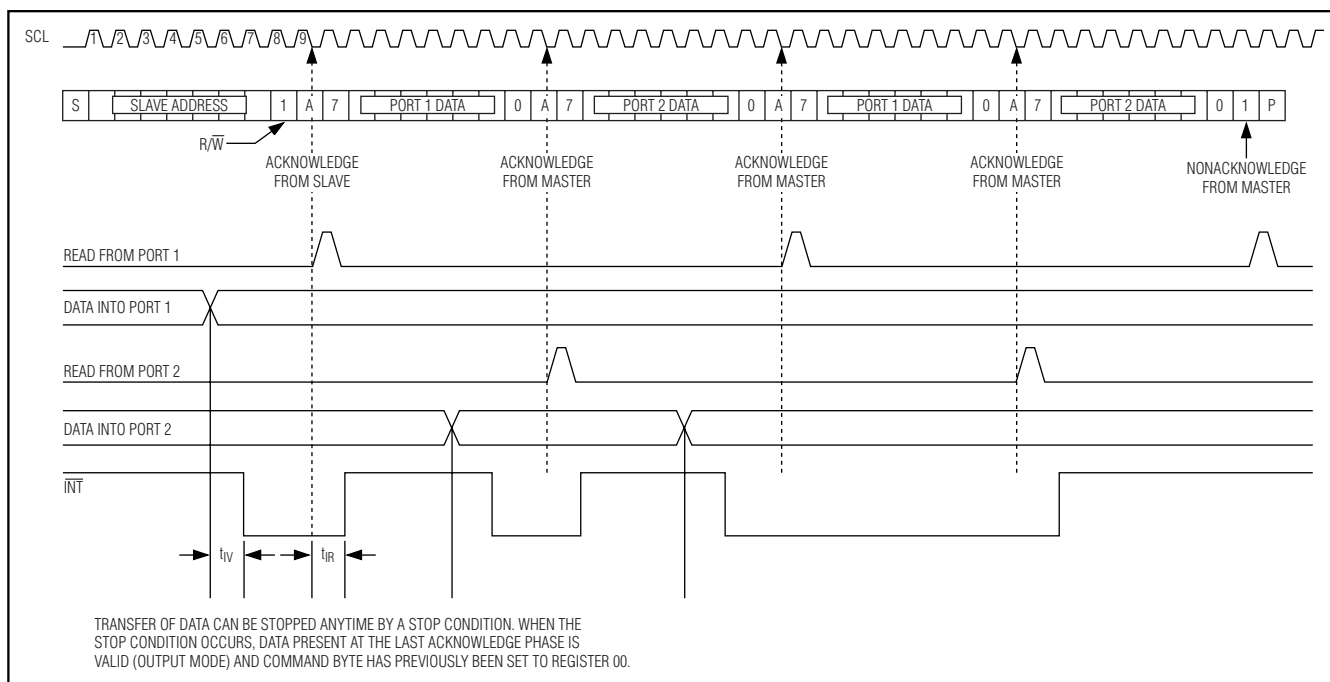 SCL 1 2 3 4 5 6 7 8 9
S SLAVE ADDRESS 1 A 7 PORT 1 DATA 0 A 7 PORT 2 DATA 0 A 7 PORT 1 DATA 0 A 7 PORT 2 DATA 0 1 P
R/W̅
ACKNOWLEDGE
FROM SLAVE
ACKNOWLEDGE
FROM MASTER
ACKNOWLEDGE
FROM MASTER
ACKNOWLEDGE
FROM MASTER
NONACKNOWLEDGE
FROM MASTER
READ FROM PORT 1
DATA INTO PORT 1
READ FROM PORT 2
DATA INTO PORT 2
I̅N̅T̅
tIV tIR
TRANSFER OF DATA CAN BE STOPPED ANYTIME BY A STOP CONDITION. WHEN THE
STOP CONDITION OCCURS, DATA PRESENT AT THE LAST ACKNOWLEDGE PHASE IS
VALID (OUTPUT MODE) AND COMMAND BYTE HAS PREVIOUSLY BEEN SET TO REGISTER 00.